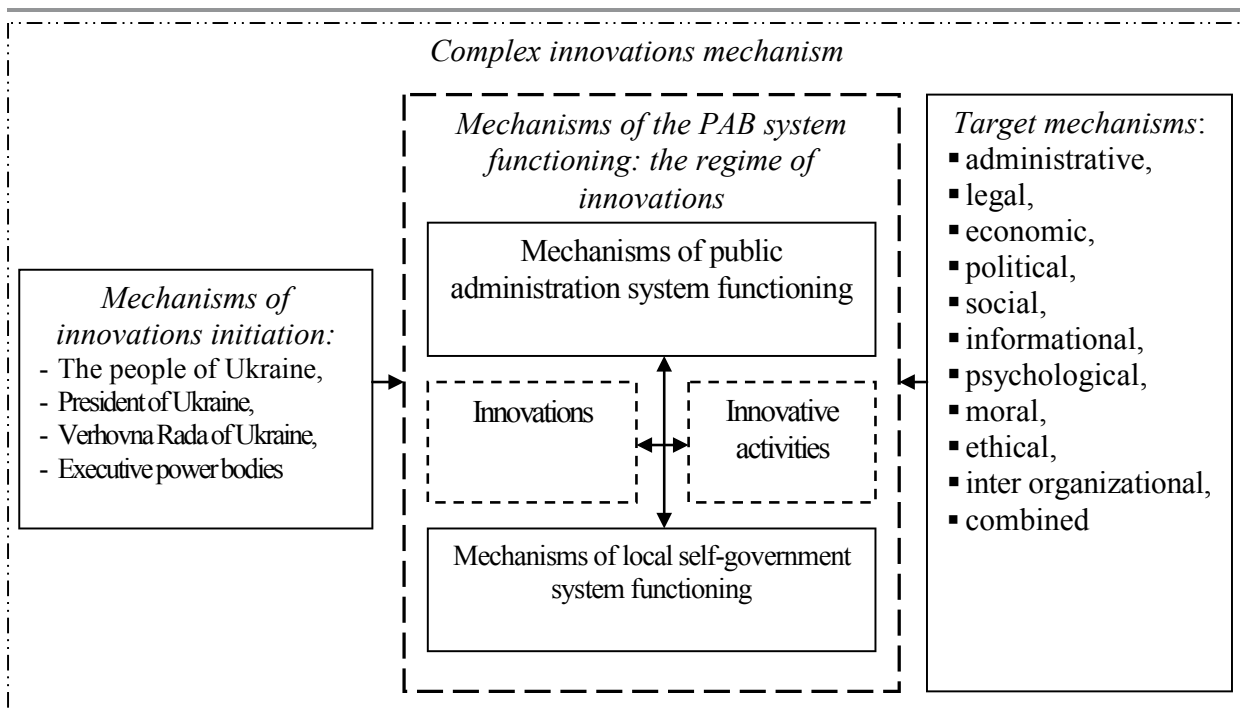 Complex innovations mechanism
Mechanisms of innovations initiation:
- The people of Ukraine,
- President of Ukraine,
- Verhovna Rada of Ukraine,
- Executive power bodies
Mechanisms of the PAB system
functioning: the regime of
innovations
Mechanisms of public
administration system functioning
Innovations
Innovative
activities
Mechanisms of local self-government
system functioning
Target mechanisms:
▪ administrative,
▪ legal,
▪ economic,
▪ political,
▪ social,
▪ informational,
▪ psychological,
▪ moral,
▪ ethical,
▪ inter organizational,
▪ combined